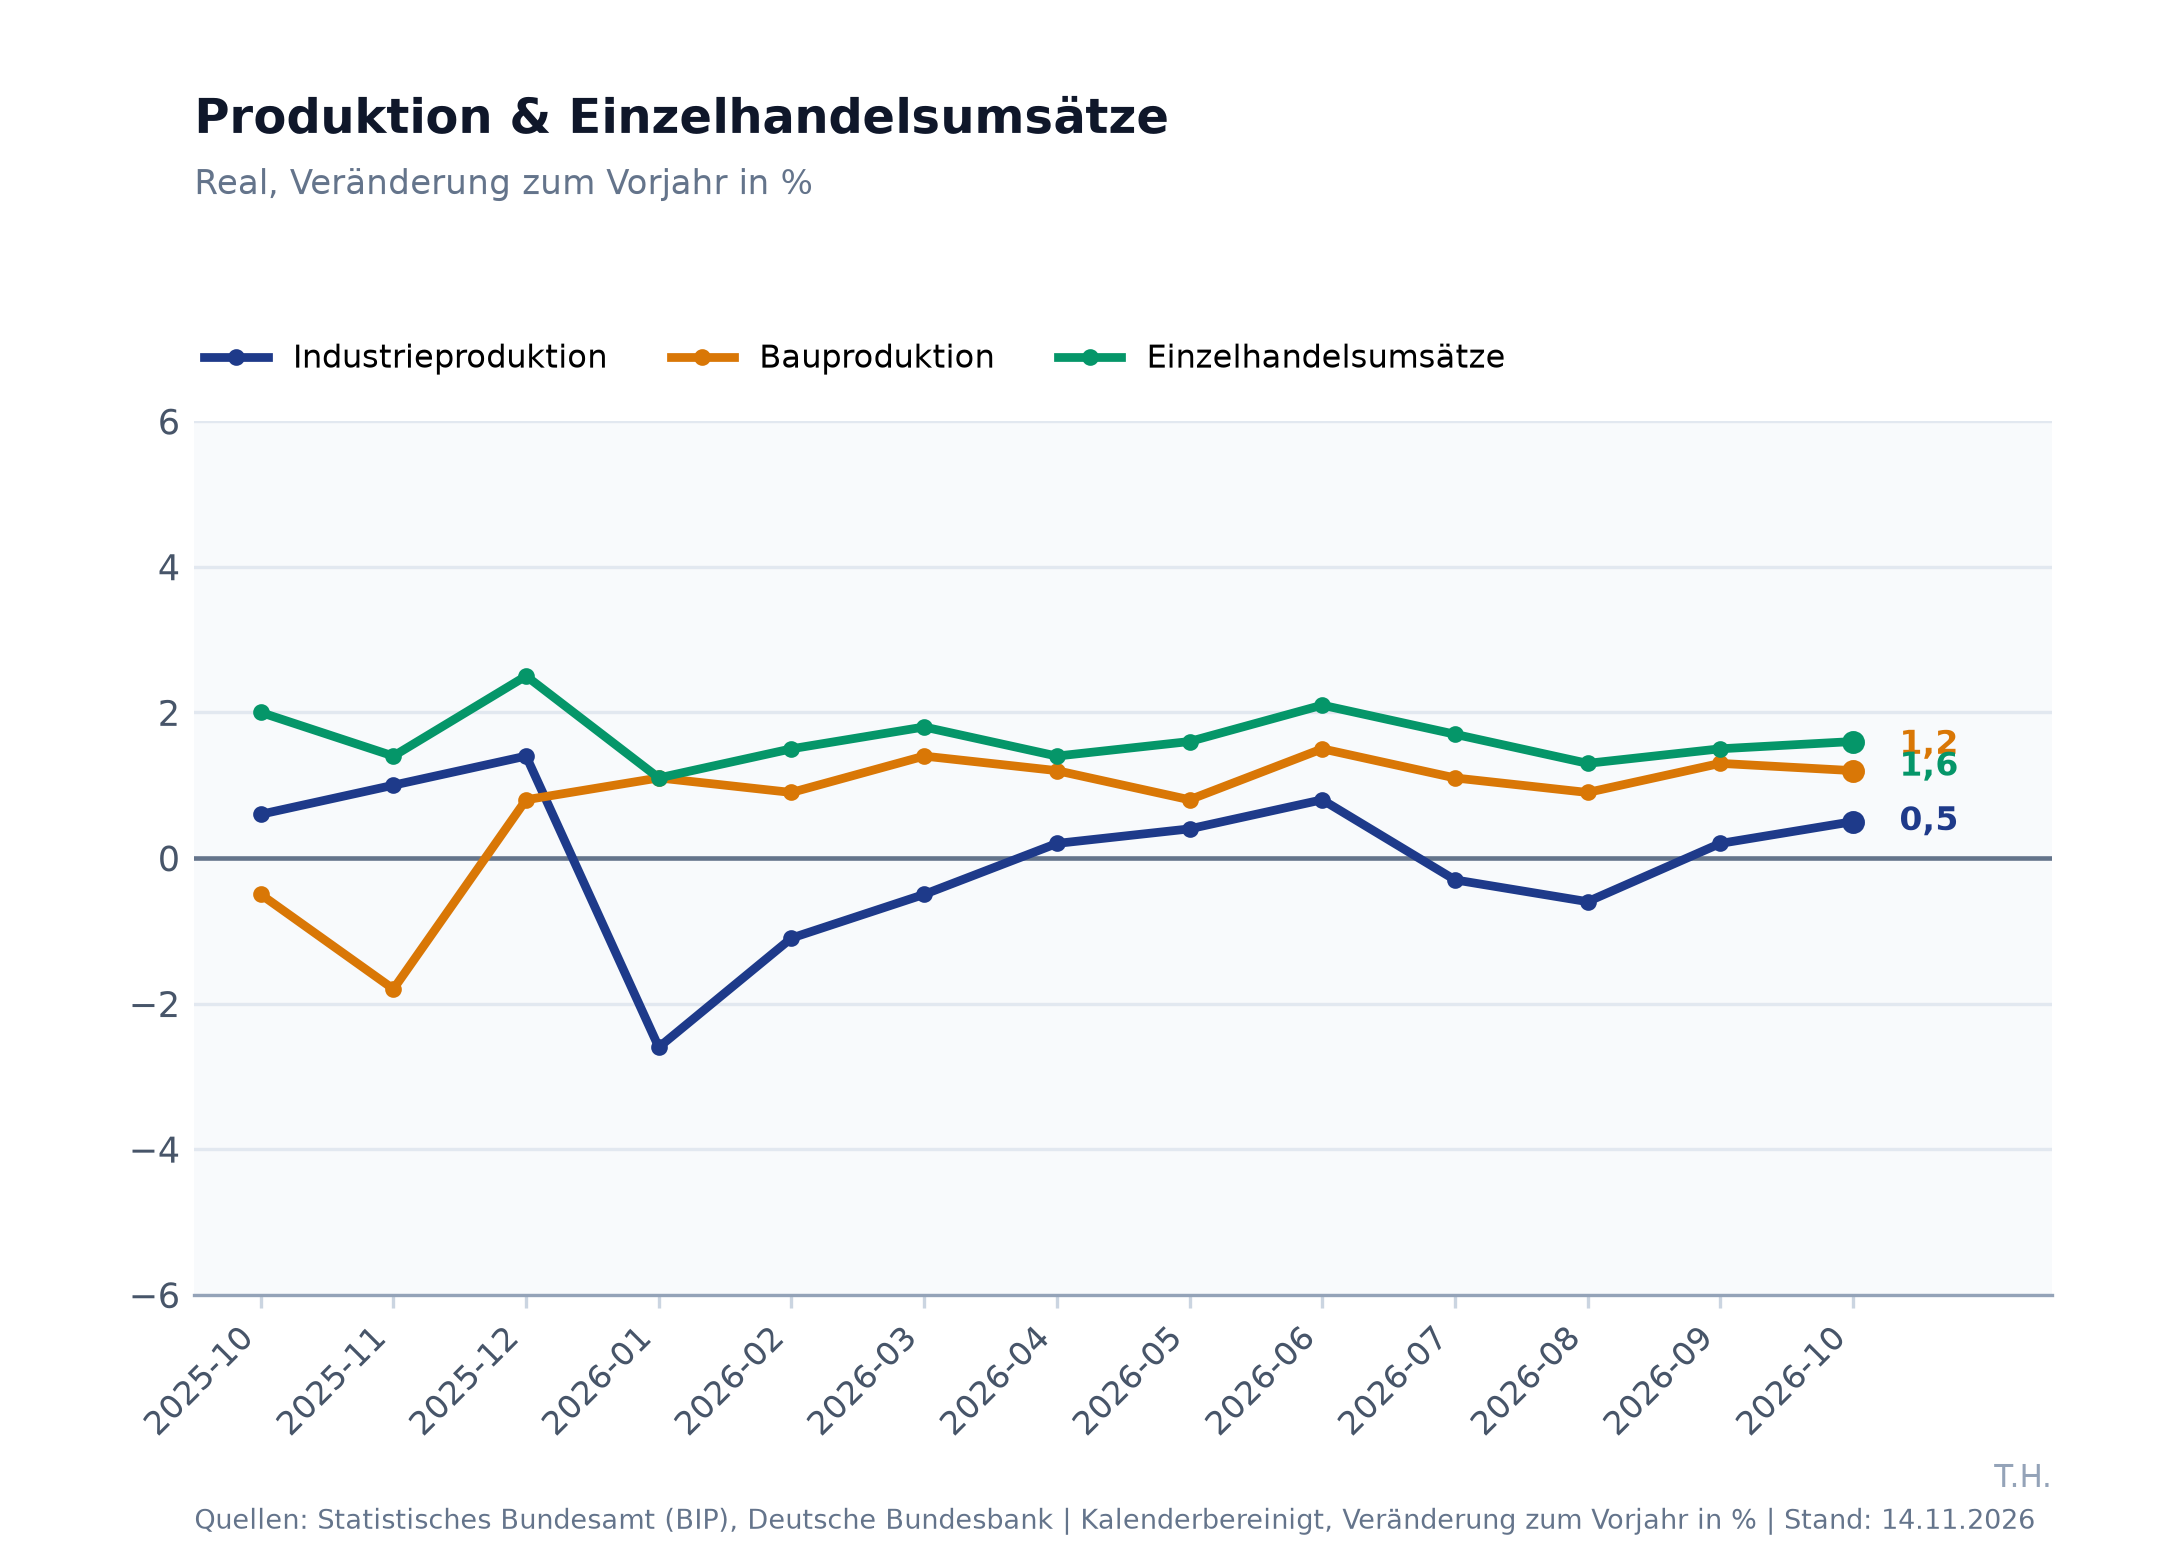 Produktion & Einzelhandelsumsätze
Real, Veränderung zum Vorjahr in %
Industrieproduktion Bauproduktion Einzelhandelsumsätze
6
4
2
0
−2
−4
−6
1,2
1,6
0,5
2025-10 2025-11 2025-12 2026-01 2026-02 2026-03 2026-04 2026-05 2026-06 2026-07 2026-08 2026-09 2026-10
T.H.
Quellen: Statistisches Bundesamt (BIP), Deutsche Bundesbank | Kalenderbereinigt, Veränderung zum Vorjahr in % | Stand: 14.11.2026